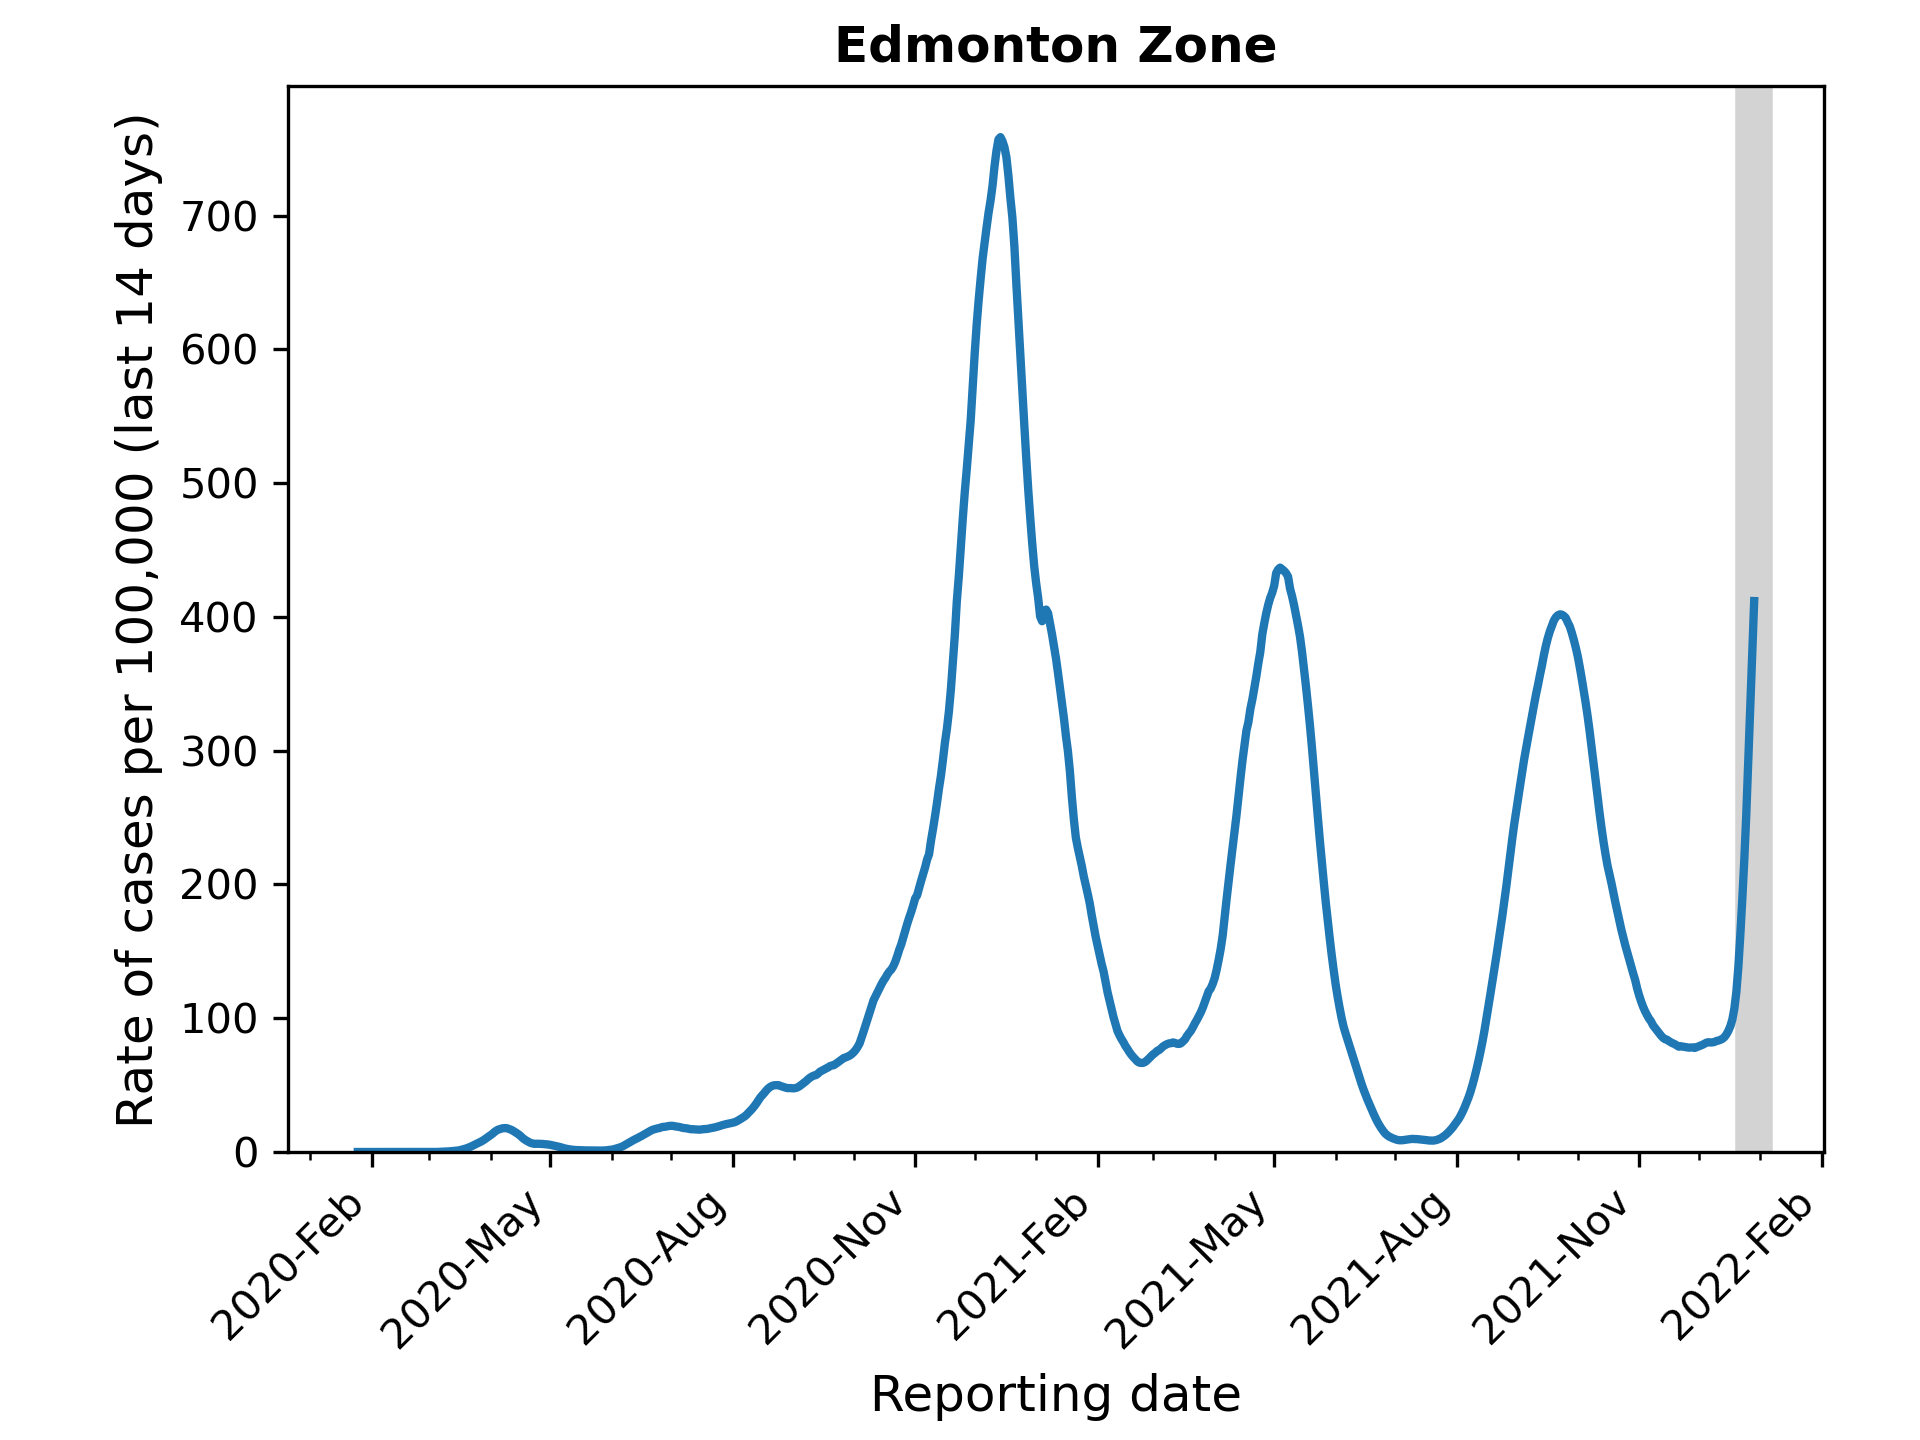 Edmonton Zone
Rate of cases per 100,000 (last 14 days)
700
600
500
400
300
200
100
0
2020-Feb
2020-May
2020-Aug
2020-Nov
2021-Feb
2021-May
2021-Aug
2021-Nov
2022-Feb
Reporting date